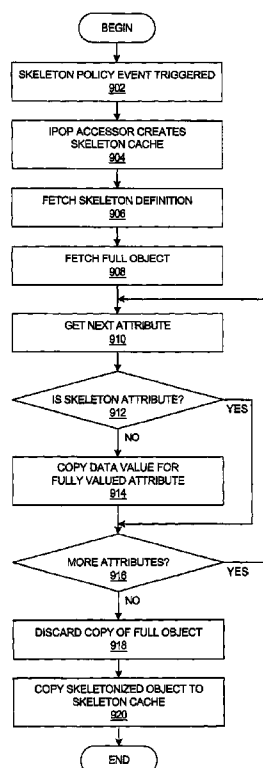 BEGIN
SKELETON POLICY EVENT TRIGGERED
902
IPOP ACCESSOR CREATES
SKELETON CACHE
904
FETCH SKELETON DEFINITION
906
FETCH FULL OBJECT
908
GET NEXT ATTRIBUTE
910
IS SKELETON ATTRIBUTE?
912
YES
NO
COPY DATA VALUE FOR
FULLY VALUED ATTRIBUTE
914
MORE ATTRIBUTES?
916
YES
NO
DISCARD COPY OF FULL OBJECT
918
COPY SKELETONIZED OBJECT TO
SKELETON CACHE
920
END